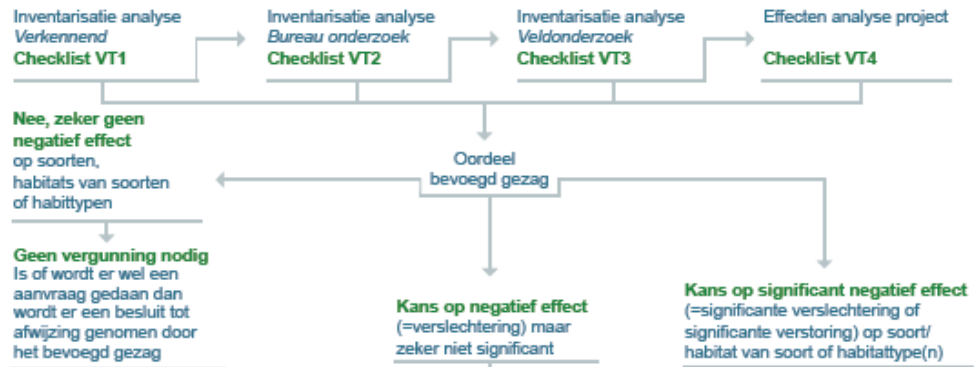 Inventarisatie analyse
Verkennend
Checklist VT1
Inventarisatie analyse
Bureau onderzoek
Checklist VT2
Inventarisatie analyse
Veldonderzoek
Checklist VT3
Effecten analyse project
Checklist VT4
Nee, zeker geen
negatief effect
op soorten,
habitats van soorten
of habittypen
Oordeel
bevoegd gezag
Geen vergunning nodig
Is of wordt er wel een
aanvraag gedaan dan
wordt er een besluit tot
afwijzing genomen door
het bevoegd gezag
Kans op negatief effect
(=verslechtering) maar
zeker niet significant
Kans op significant negatief effect
(=significante verslechtering of
significante verstoring) op soort/
habitat van soort of habitattype(n)